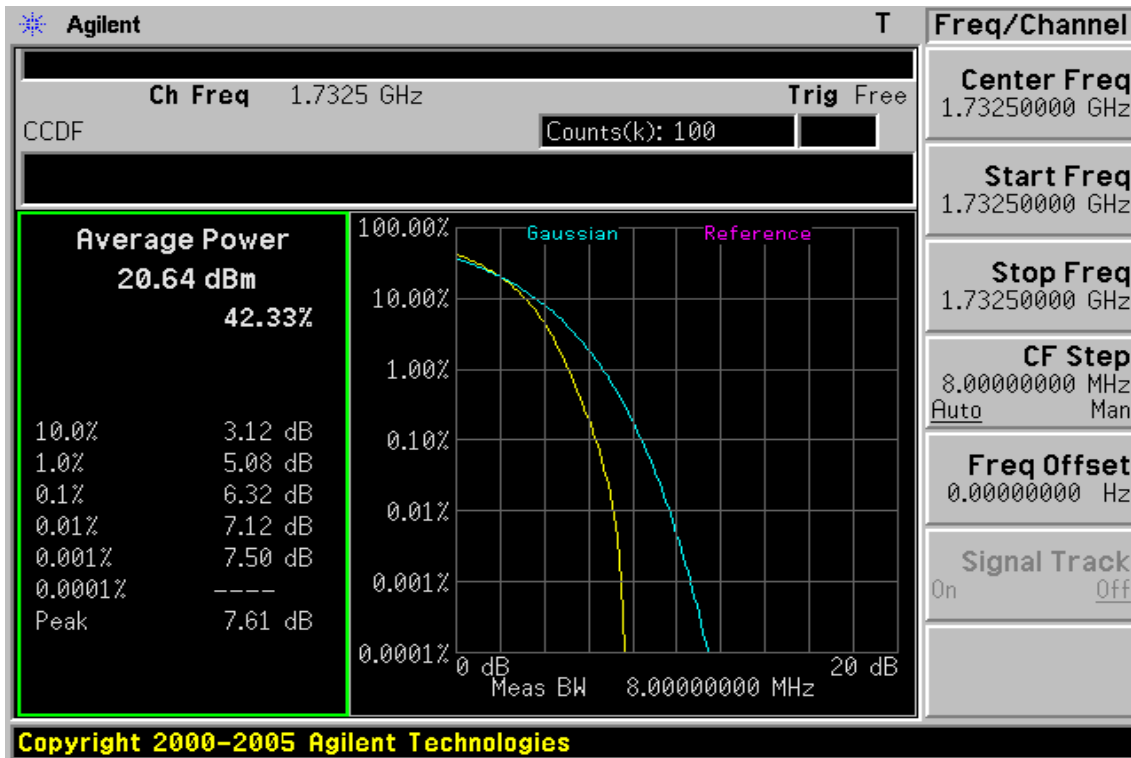 Agilent T
Ch Freq 1.7325 GHz Trig Free
CCDF Counts(k): 100
Average Power
20.64 dBm
42.33%
10.0% 3.12 dB
1.0% 5.08 dB
0.1% 6.32 dB
0.01% 7.12 dB
0.001% 7.50 dB
0.0001% ----
Peak 7.61 dB
Gaussian Reference
100.00%
10.00%
1.00%
0.10%
0.01%
0.001%
0.0001%
0 dB 20 dB
Meas BW 8.00000000 MHz
Freq/Channel
Center Freq
1.73250000 GHz
Start Freq
1.73250000 GHz
Stop Freq
1.73250000 GHz
CF Step
8.00000000 MHz
Auto Man
Freq Offset
0.00000000 Hz
Signal Track
On Off
Copyright 2000-2005 Agilent Technologies